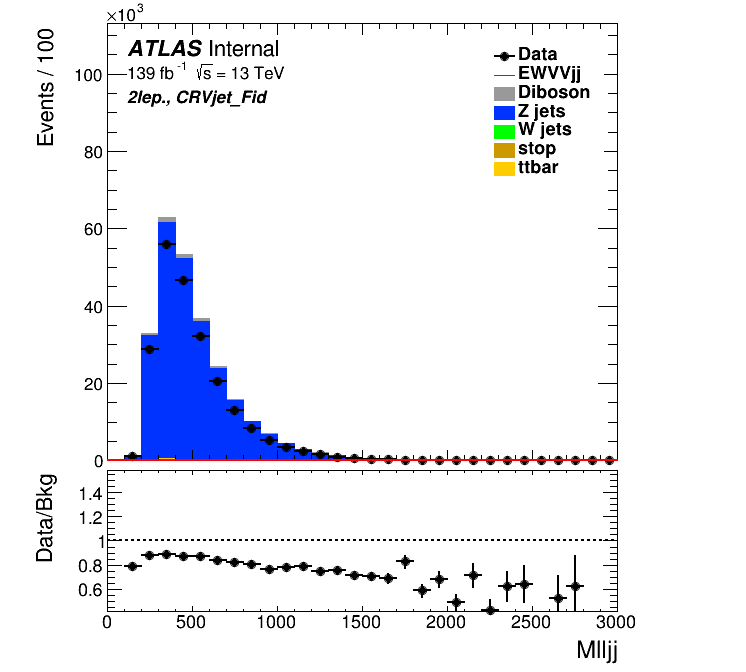 ×10³
Events / 100
100
80
60
40
20
0
ATLAS Internal
139 fb⁻¹ √s = 13 TeV
2lep., CRVjet_Fid
Data
EWVVjj
Diboson
Z jets
W jets
stop
ttbar
Data/Bkg
1.4
1.2
1
0.8
0.6
0 500 1000 1500 2000 2500 3000
Mlljj